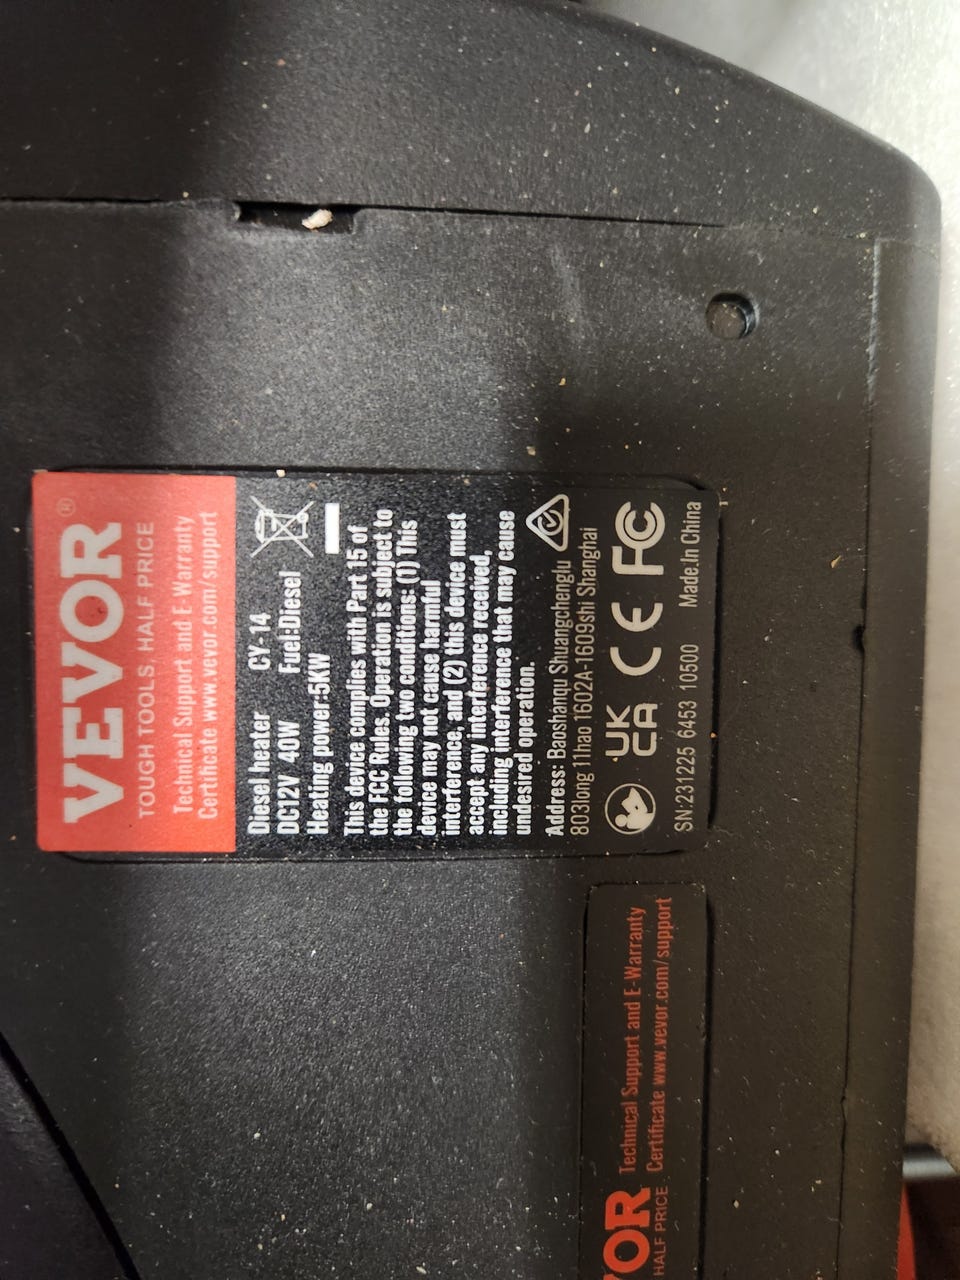 VEVOR®
TOUGH TOOLS, HALF PRICE
Technical Support and E-Warranty
Certificate www.vevor.com/support
Diesel heater CY-14
DC12V 40W Fuel:Diesel
Heating power:5KW
This device complies with Part 15 of
the FCC Rules. Operation is subject to
the following two conditions: (1) This
device may not cause harmful
interference, and (2) this device must
accept any interference received,
including interference that may cause
undesired operation.
Address: Baoshanqu Shuangchenglu
803long 11hao 1602A-1609shi Shanghai
UK
CA CE FC
SN:231225 6453 10500 Made.In China
VOR
HALF PRICE
Technical Support and E-Warranty
Certificate www.vevor.com/support